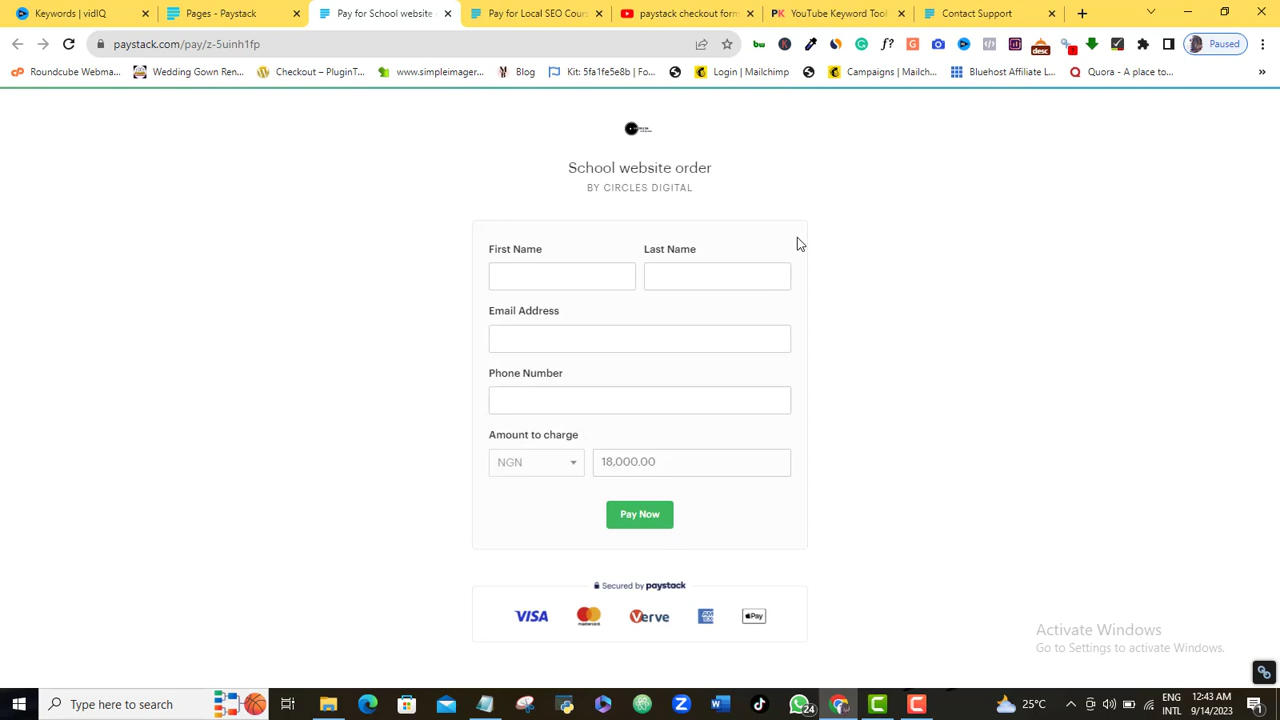 Keywords | vidIQ
Pages - Paystack
Pay for School website
Pay for Local SEO Cours
paystack checkout form
YouTube Keyword Tool
Contact Support
paystack.com/pay/z-5uinh1fp
Paused
Roundcube Webma...
Wedding Gown Ren...
Checkout – PluginT...
www.simpleimager...
Blog
Kit: 5fa1fe5e8b | Fo...
Login | Mailchimp
Campaigns | Mailch...
Bluehost Affiliate L...
Quora - A place to...
School website order
BY CIRCLES DIGITAL
First Name
Last Name
Email Address
Phone Number
Amount to charge
NGN
18,000.00
Pay Now
Secured by paystack
VISA
mastercard
Verve
Pay
Activate Windows
Go to Settings to activate Windows.
Type here to search
24
25°C
ENG
INTL
12:43 AM
9/14/2023